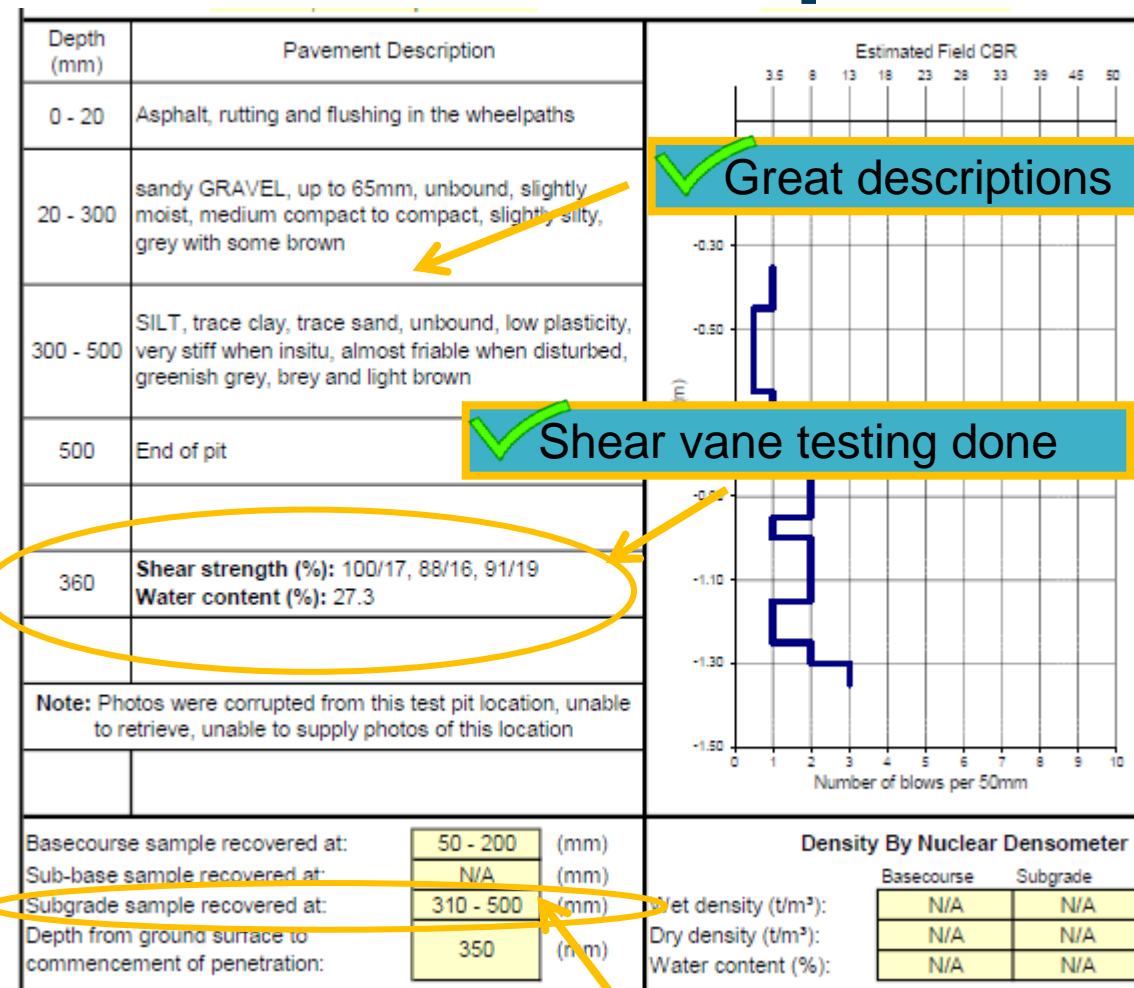 Depth
(mm)
Pavement Description
0 - 20
Asphalt, rutting and flushing in the wheelpaths
20 - 300
sandy GRAVEL, up to 65mm, unbound, slightly
moist, medium compact to compact, slightly silty,
grey with some brown
300 - 500
SILT, trace clay, trace sand, unbound, low plasticity,
very stiff when insitu, almost friable when disturbed,
greenish grey, brey and light brown
500
End of pit
360
Shear strength (%): 100/17, 88/16, 91/19
Water content (%): 27.3
Note: Photos were corrupted from this test pit location, unable
to retrieve, unable to supply photos of this location
Estimated Field CBR
3.5 8 13 18 23 28 33 39 45 50
Great descriptions
-0.30
-0.50
Shear vane testing done
-1.10
-1.30
-1.50
0 1 2 3 4 5 6 7 8 9 10
Number of blows per 50mm
Basecourse sample recovered at: 50 - 200 (mm)
Sub-base sample recovered at: N/A (mm)
Subgrade sample recovered at: 310 - 500 (mm)
Depth from ground surface to
commencement of penetration: 350 (mm)
Density By Nuclear Densometer
Basecourse Subgrade
Wet density (t/m³): N/A N/A
Dry density (t/m³): N/A N/A
Water content (%): N/A N/A